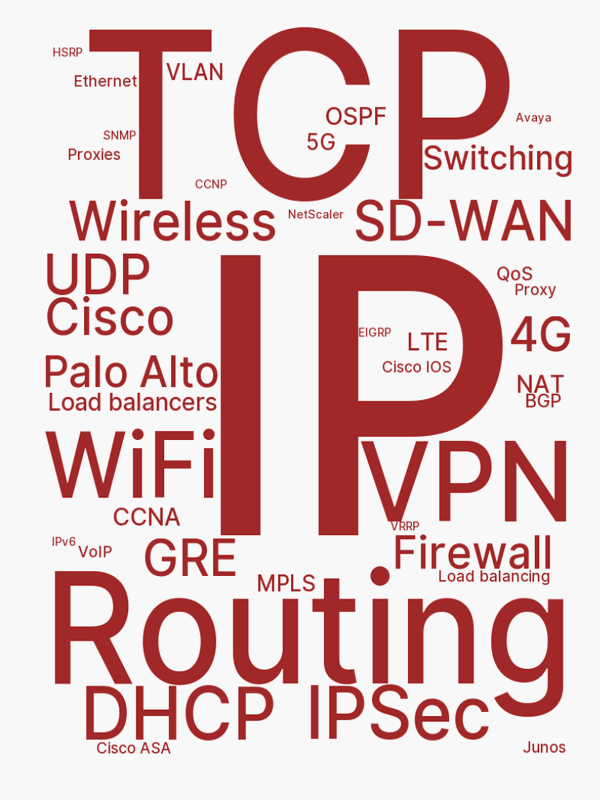 TCP
HSRP
VLAN
Ethernet
OSPF
Avaya
SNMP
5G
Proxies
Switching
CCNP
NetScaler
Wireless
SD-WAN
IP
UDP
QoS
Proxy
Cisco
EIGRP
LTE
4G
Cisco IOS
Palo Alto
NAT
Load balancers
BGP
WiFi
VPN
CCNA
VRRP
IPv6
VoIP
GRE
Firewall
Load balancing
MPLS
Routing
DHCP
IPSec
Cisco ASA
Junos